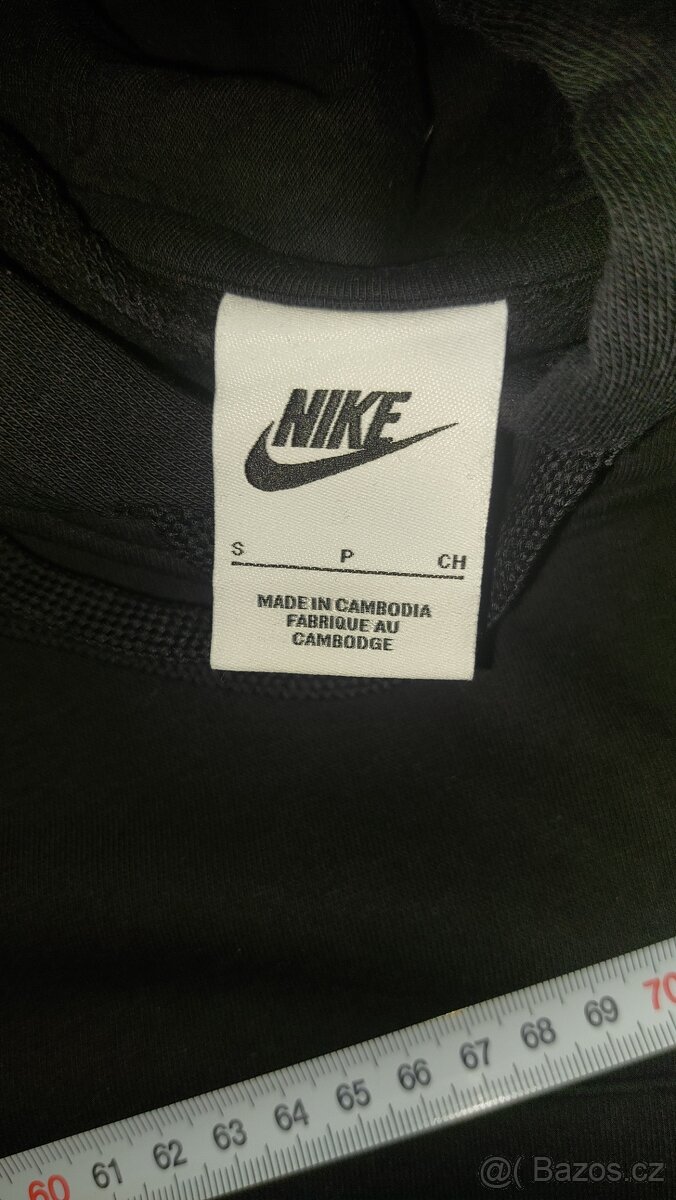 NIKE
S P CH
MADE IN CAMBODIA
FABRIQUE AU
CAMBODGE
60 61 62 63 64 65 66 67 68 69 70
@( Bazos.cz